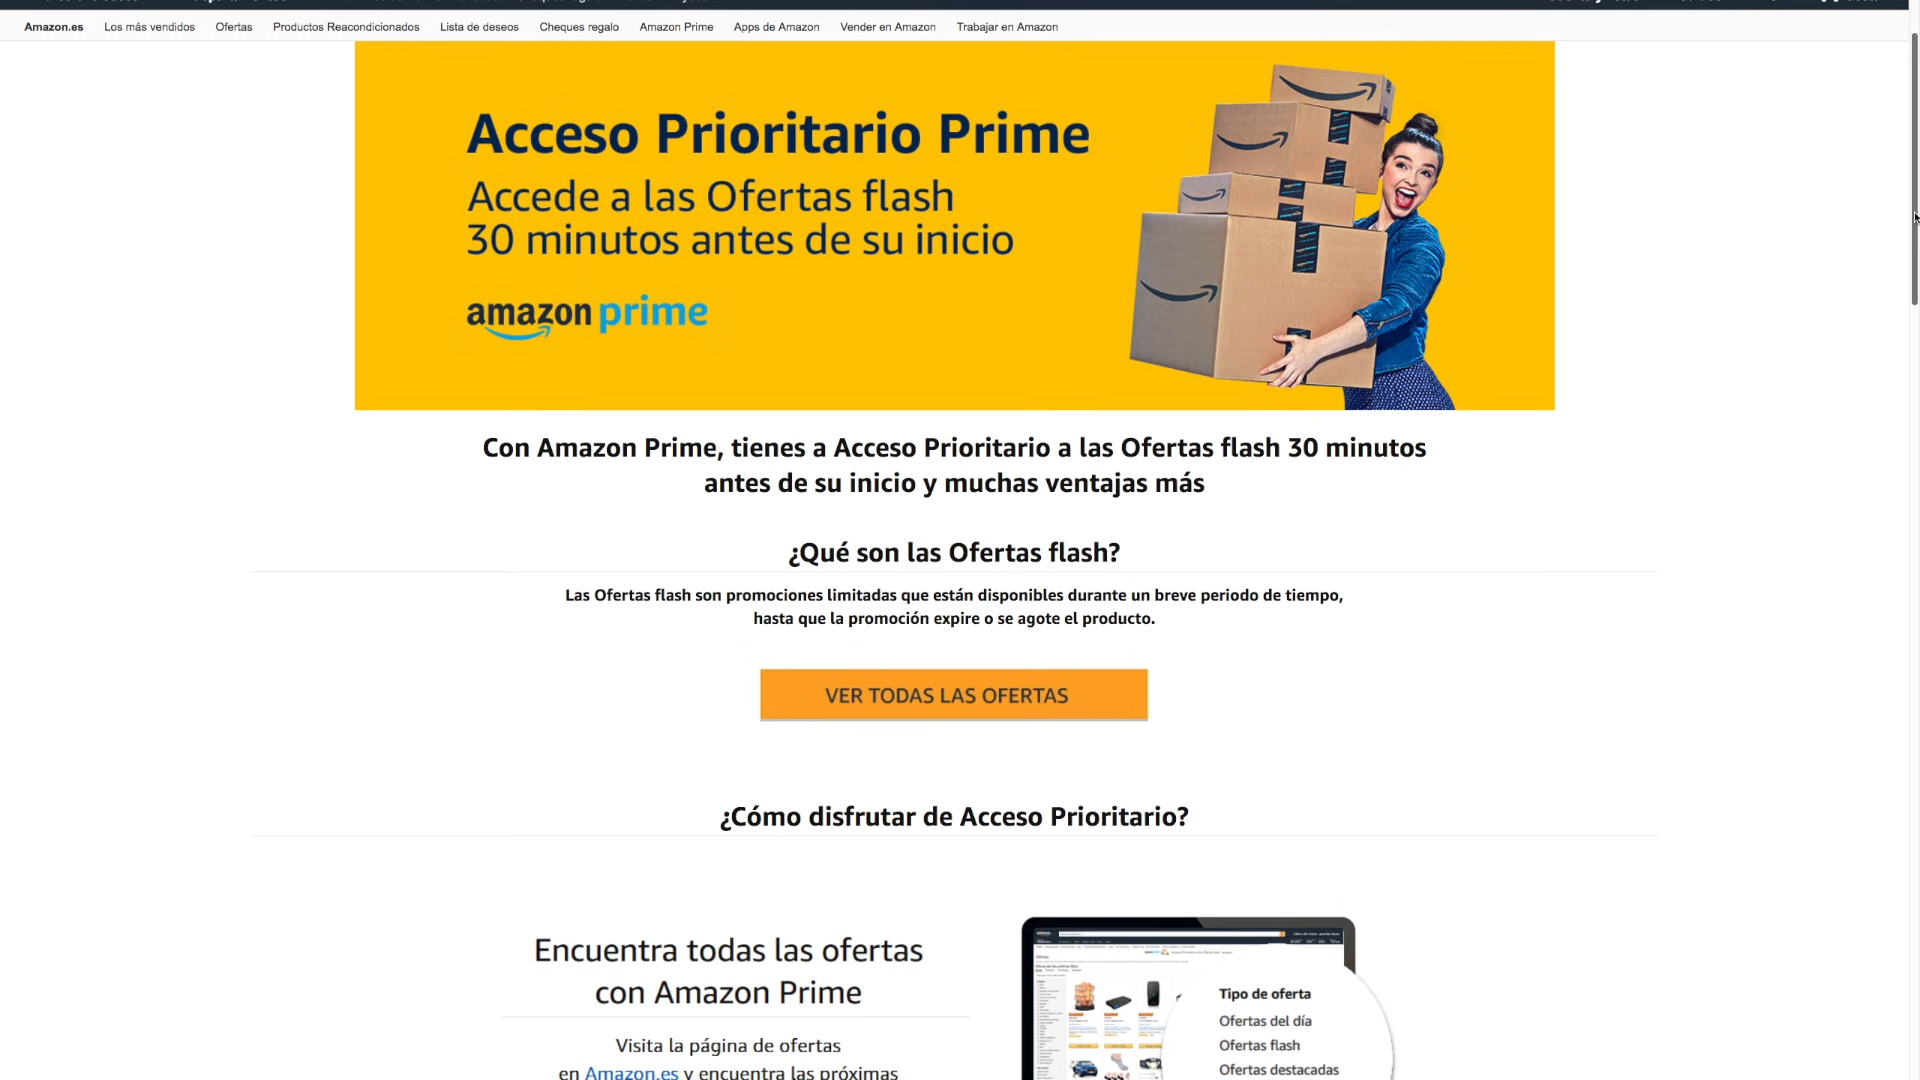 Amazon.es Los más vendidos Ofertas Productos Reacondicionados Lista de deseos Cheques regalo Amazon Prime Apps de Amazon Vender en Amazon Trabajar en Amazon
Acceso Prioritario Prime
Accede a las Ofertas flash
30 minutos antes de su inicio
amazon prime
Con Amazon Prime, tienes a Acceso Prioritario a las Ofertas flash 30 minutos
antes de su inicio y muchas ventajas más
¿Qué son las Ofertas flash?
Las Ofertas flash son promociones limitadas que están disponibles durante un breve periodo de tiempo,
hasta que la promoción expire o se agote el producto.
VER TODAS LAS OFERTAS
¿Cómo disfrutar de Acceso Prioritario?
Encuentra todas las ofertas
con Amazon Prime
Visita la página de ofertas
en Amazon.es y encuentra las próximas
Tipo de oferta
Ofertas del día
Ofertas flash
Ofertas destacadas